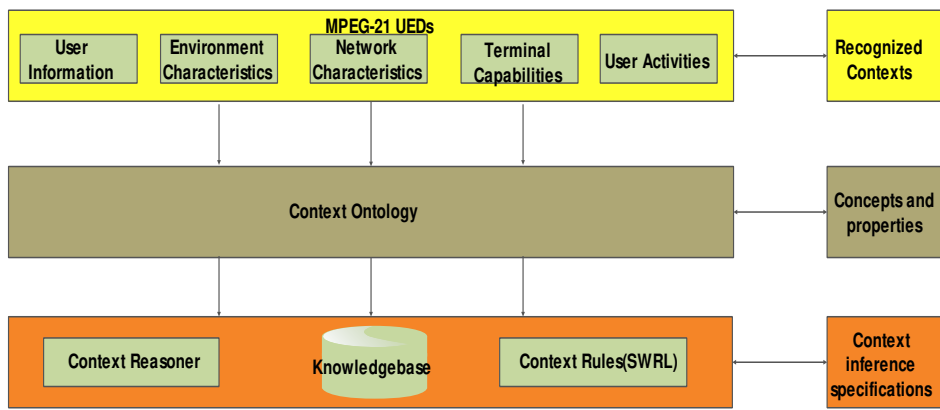 MPEG-21 UEDs
User
Information
Environment
Characteristics
Network
Characteristics
Terminal
Capabilities
User Activities
Recognized
Contexts
Context Ontology
Concepts and
properties
Context Reasoner
Knowledgebase
Context Rules(SWRL)
Context
inference
specifications